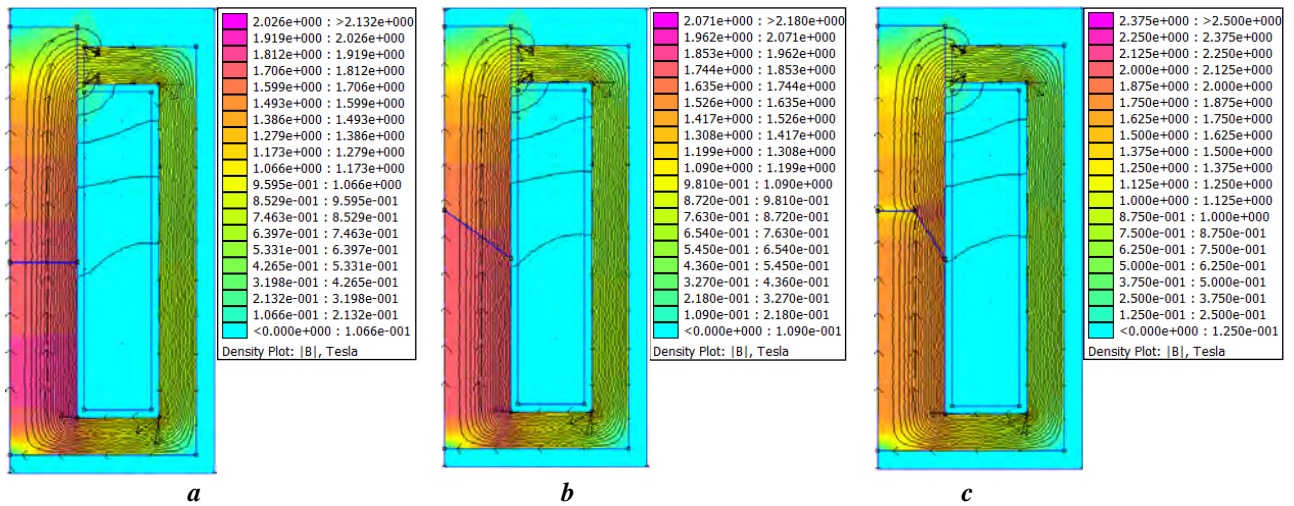 2.026e+000 : >2.132e+000
1.919e+000 : 2.026e+000
1.812e+000 : 1.919e+000
1.706e+000 : 1.812e+000
1.599e+000 : 1.706e+000
1.493e+000 : 1.599e+000
1.386e+000 : 1.493e+000
1.279e+000 : 1.386e+000
1.173e+000 : 1.279e+000
1.066e+000 : 1.173e+000
9.595e-001 : 1.066e+000
8.529e-001 : 9.595e-001
7.463e-001 : 8.529e-001
6.397e-001 : 7.463e-001
5.331e-001 : 6.397e-001
4.265e-001 : 5.331e-001
3.198e-001 : 4.265e-001
2.132e-001 : 3.198e-001
1.066e-001 : 2.132e-001
<0.000e+000 : 1.066e-001
Density Plot: |B|, Tesla
a
2.071e+000 : >2.180e+000
1.962e+000 : 2.071e+000
1.853e+000 : 1.962e+000
1.744e+000 : 1.853e+000
1.635e+000 : 1.744e+000
1.526e+000 : 1.635e+000
1.417e+000 : 1.526e+000
1.308e+000 : 1.417e+000
1.199e+000 : 1.308e+000
1.090e+000 : 1.199e+000
9.810e-001 : 1.090e+000
8.720e-001 : 9.810e-001
7.630e-001 : 8.720e-001
6.540e-001 : 7.630e-001
5.450e-001 : 6.540e-001
4.360e-001 : 5.450e-001
3.270e-001 : 4.360e-001
2.180e-001 : 3.270e-001
1.090e-001 : 2.180e-001
<0.000e+000 : 1.090e-001
Density Plot: |B|, Tesla
b
2.375e+000 : >2.500e+000
2.250e+000 : 2.375e+000
2.125e+000 : 2.250e+000
2.000e+000 : 2.125e+000
1.875e+000 : 2.000e+000
1.750e+000 : 1.875e+000
1.625e+000 : 1.750e+000
1.500e+000 : 1.625e+000
1.375e+000 : 1.500e+000
1.250e+000 : 1.375e+000
1.125e+000 : 1.250e+000
1.000e+000 : 1.125e+000
8.750e-001 : 1.000e+000
7.500e-001 : 8.750e-001
6.250e-001 : 7.500e-001
5.000e-001 : 6.250e-001
3.750e-001 : 5.000e-001
2.500e-001 : 3.750e-001
1.250e-001 : 2.500e-001
<0.000e+000 : 1.250e-001
Density Plot: |B|, Tesla
c